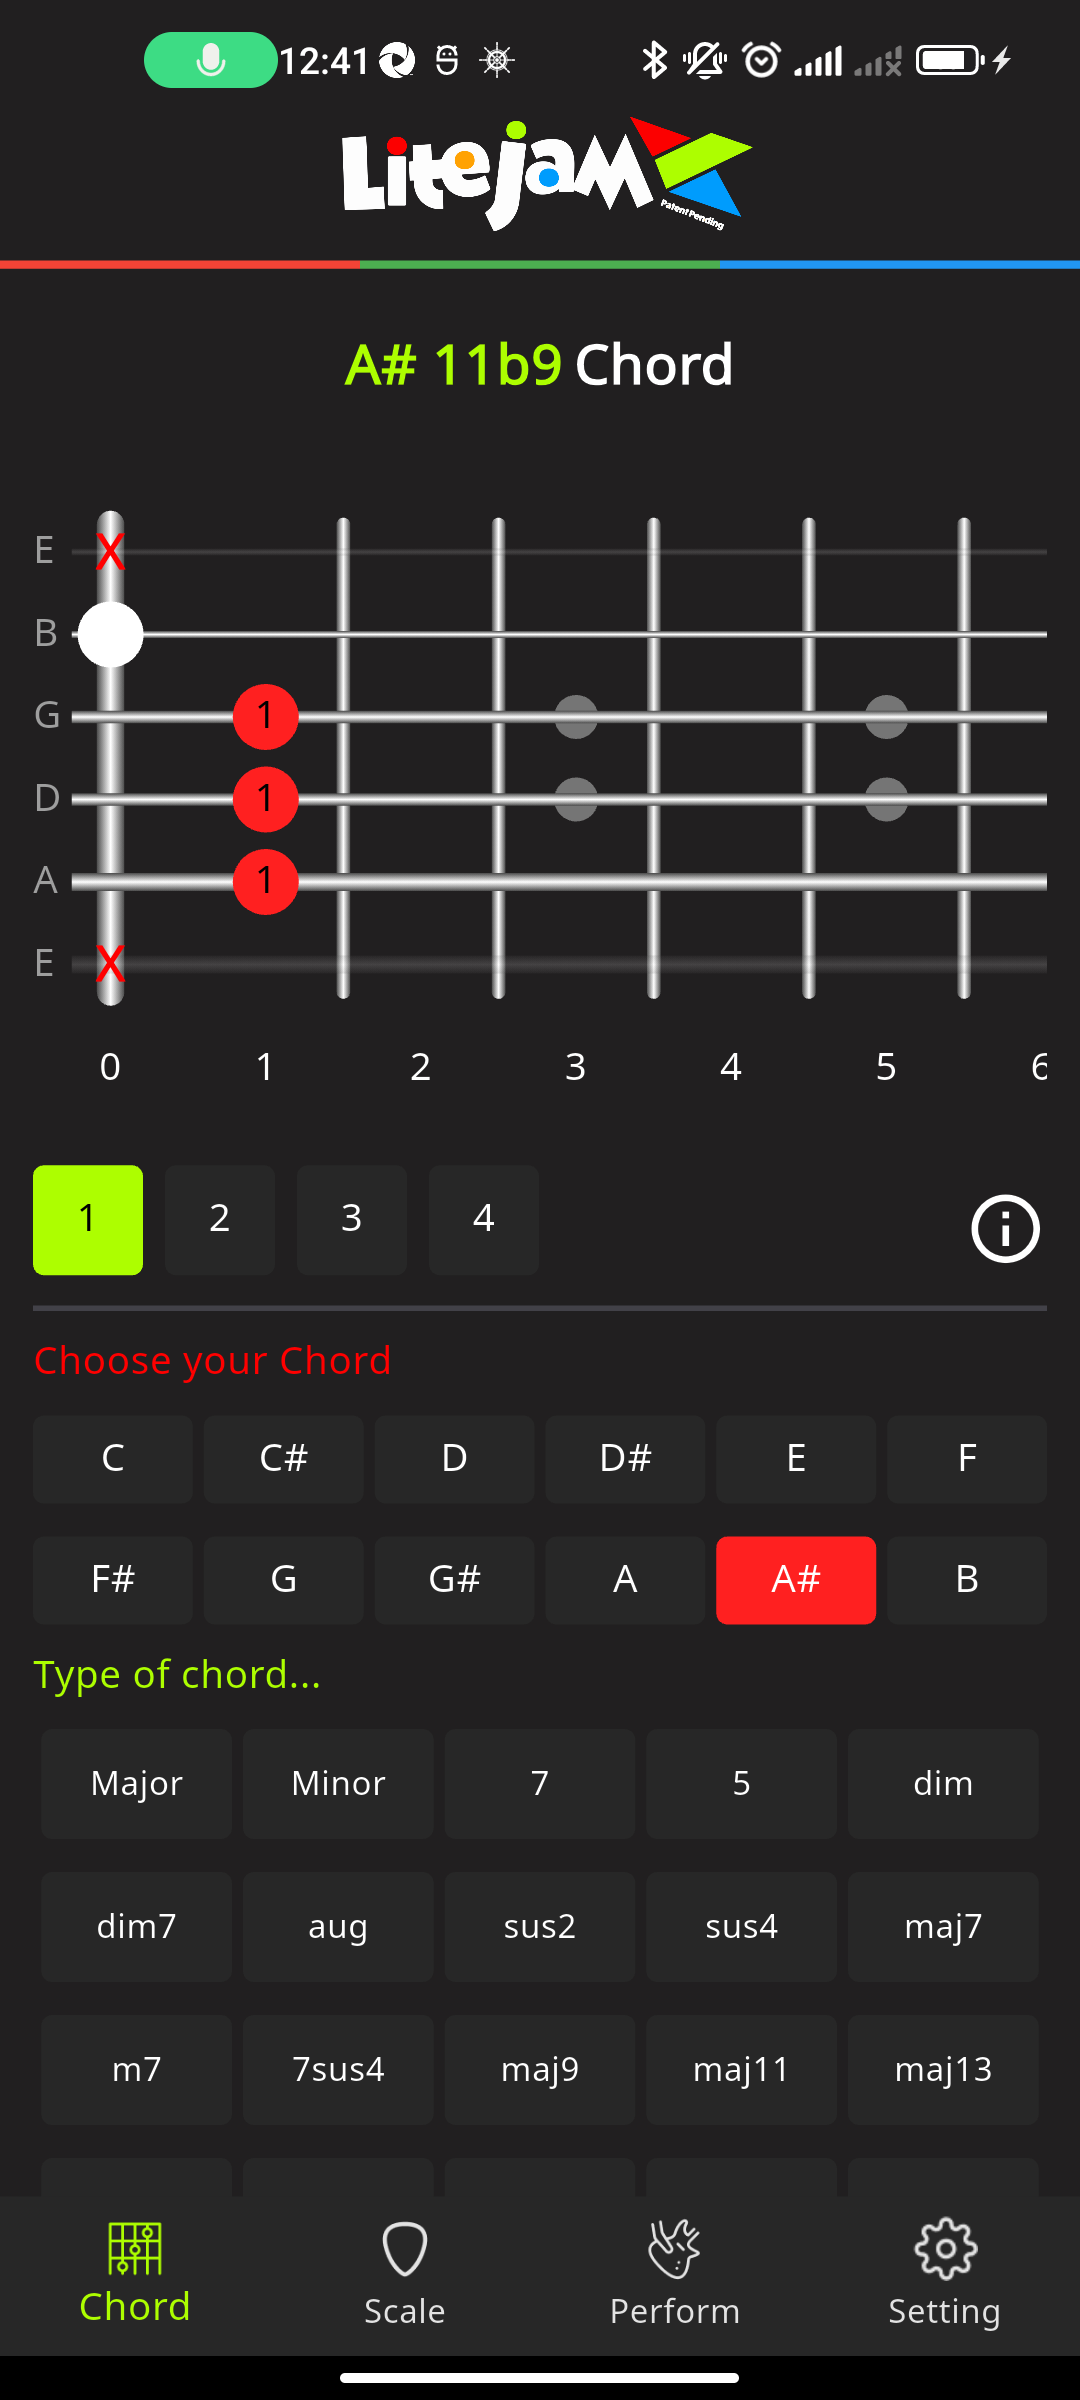 12:41
Litejam
Patent Pending
A# 11b9 Chord
E X
B
G 1
D 1
A 1
E X
0 1 2 3 4 5 6
1 2 3 4
Choose your Chord
C C# D D# E F
F# G G# A A# B
Type of chord...
Major Minor 7 5 dim
dim7 aug sus2 sus4 maj7
m7 7sus4 maj9 maj11 maj13
Chord Scale Perform Setting